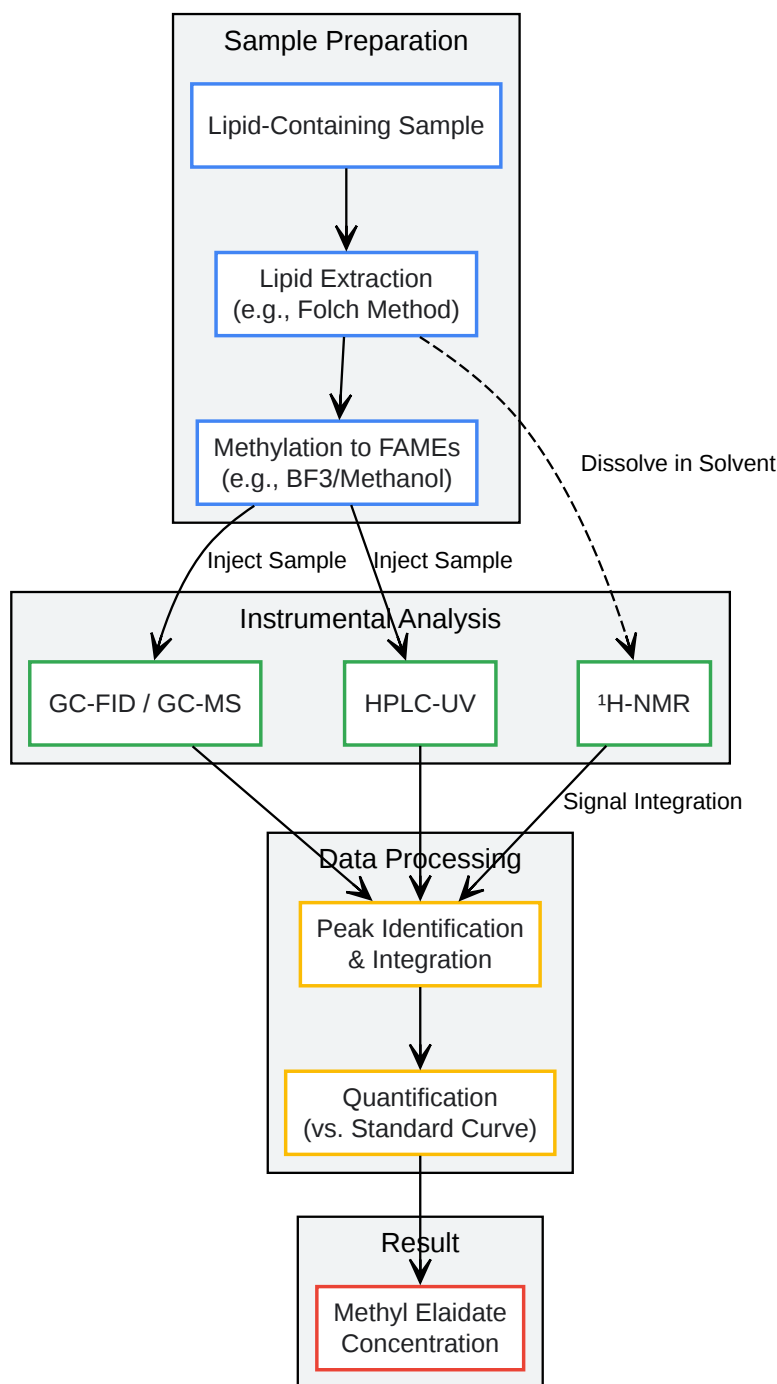 Sample Preparation
Lipid-Containing Sample
Lipid Extraction
(e.g., Folch Method)
Methylation to FAMEs
(e.g., BF3/Methanol)
Dissolve in Solvent
Inject Sample
Inject Sample
Instrumental Analysis
GC-FID / GC-MS
HPLC-UV
¹H-NMR
Signal Integration
Data Processing
Peak Identification
& Integration
Quantification
(vs. Standard Curve)
Result
Methyl Elaidate
Concentration